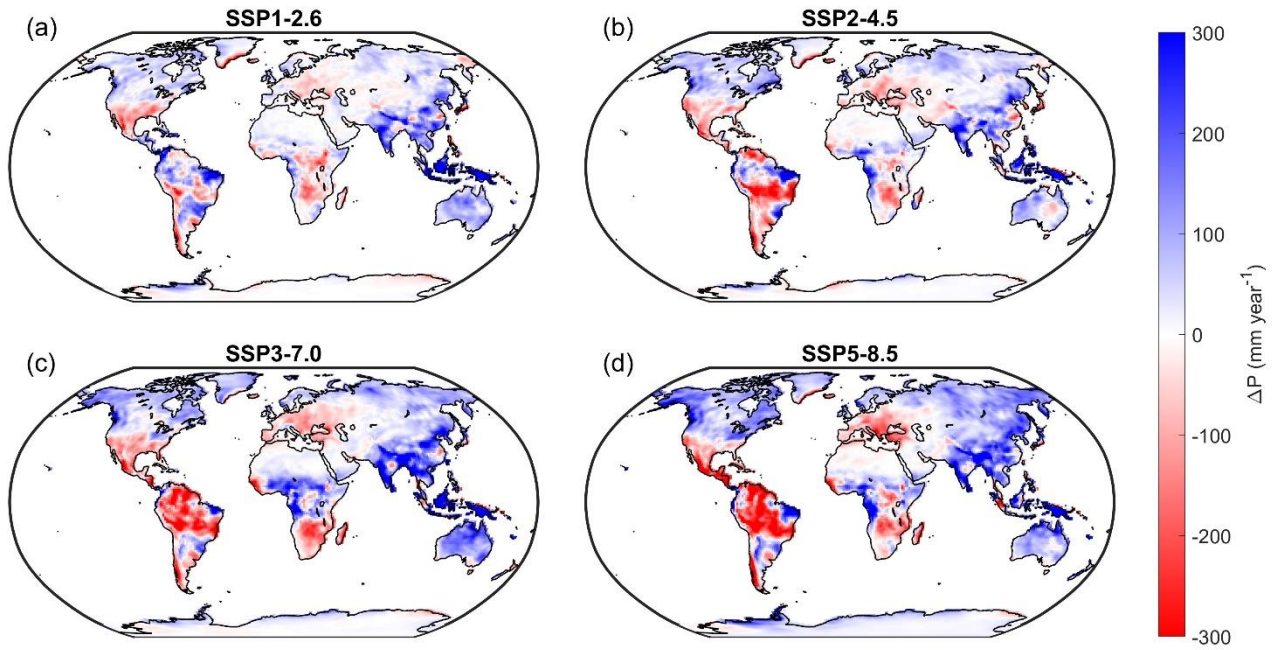 (a) SSP1-2.6
(b) SSP2-4.5
(c) SSP3-7.0
(d) SSP5-8.5
300
200
100
0
-100
-200
-300
ΔP (mm year⁻¹)